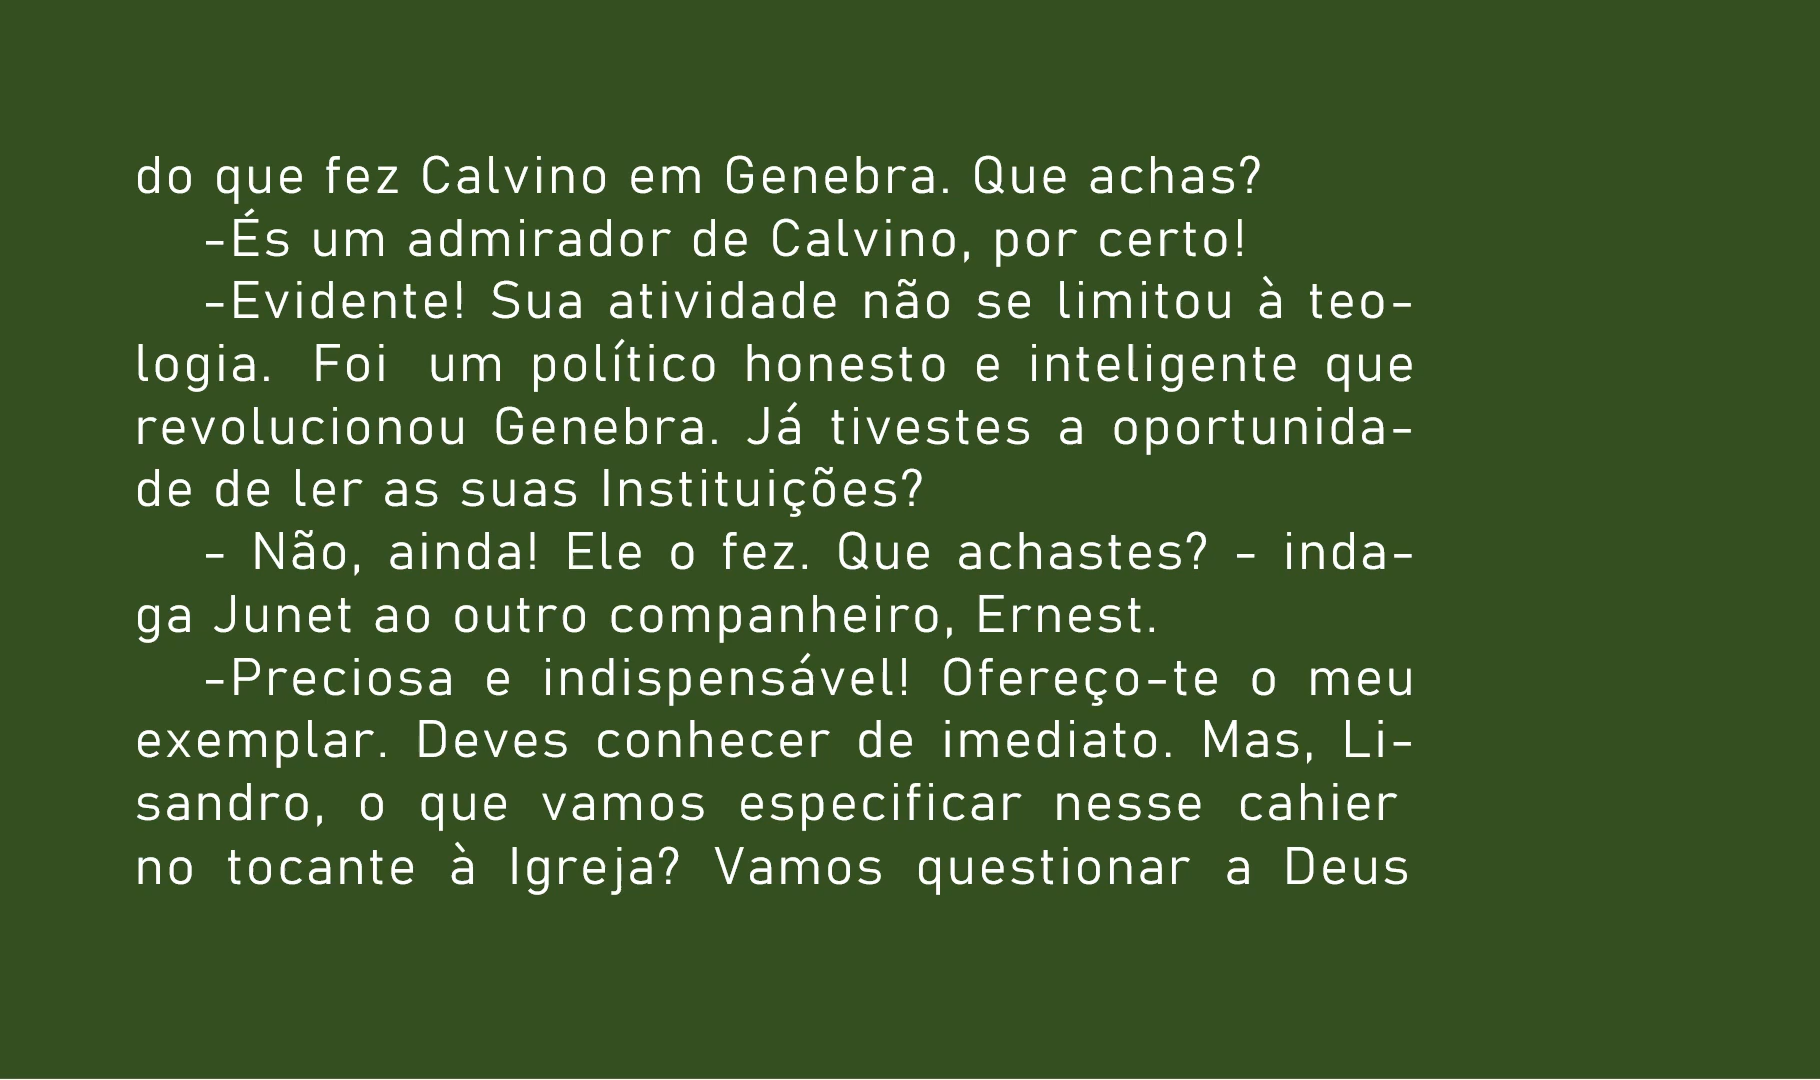 do que fez Calvino em Genebra. Que achas?
-És um admirador de Calvino, por certo!
-Evidente! Sua atividade não se limitou à teo-
logia. Foi um político honesto e inteligente que
revolucionou Genebra. Já tivestes a oportunida-
de de ler as suas Instituições?
- Não, ainda! Ele o fez. Que achastes? - inda-
ga Junet ao outro companheiro, Ernest.
-Preciosa e indispensável! Ofereço-te o meu
exemplar. Deves conhecer de imediato. Mas, Li-
sandro, o que vamos especificar nesse cahier
no tocante à Igreja? Vamos questionar a Deus